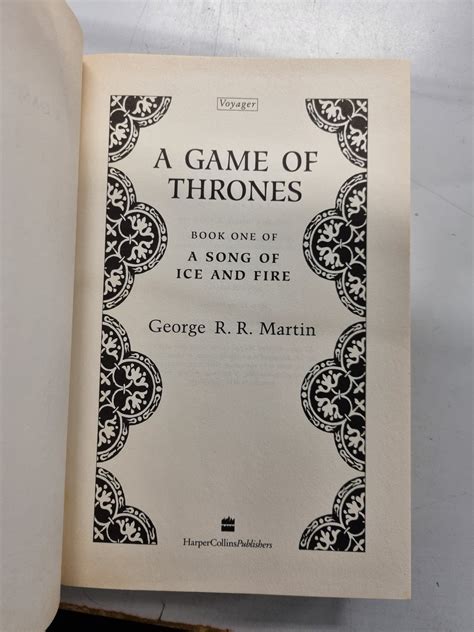 Voyager
A GAME OF
THRONES
BOOK ONE OF
A SONG OF
ICE AND FIRE
George R. R. Martin
HarperCollinsPublishers